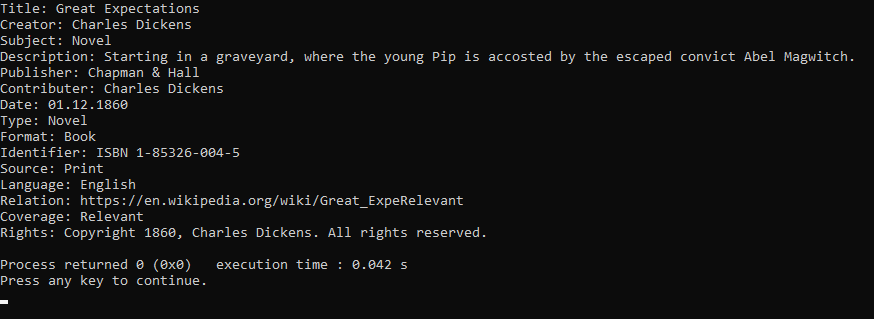 Title: Great Expectations
Creator: Charles Dickens
Subject: Novel
Description: Starting in a graveyard, where the young Pip is accosted by the escaped convict Abel Magwitch.
Publisher: Chapman & Hall
Contributer: Charles Dickens
Date: 01.12.1860
Type: Novel
Format: Book
Identifier: ISBN 1-85326-004-5
Source: Print
Language: English
Relation: https://en.wikipedia.org/wiki/Great_ExpeRelevant
Coverage: Relevant
Rights: Copyright 1860, Charles Dickens. All rights reserved.

Process returned 0 (0x0)   execution time : 0.042 s
Press any key to continue.